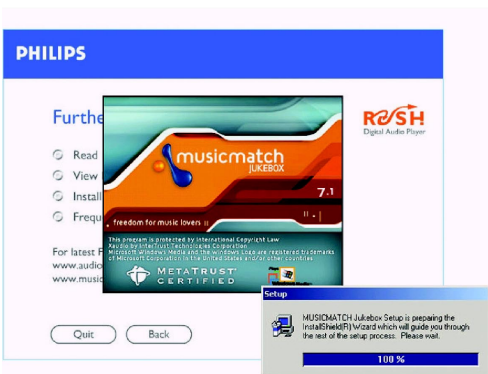 PHILIPS
Furthe
RUSH
Digital Audio Player
Read
View
Install
Frequ
musicmatch
JUKEBOX
7.1
freedom for music lovers
This program is protected by International Copyright Law
Xaudio by InterTrust Technologies Corporation
Microsoft Windows Media and the Windows Logo are registered trademarks
of Microsoft Corporation in the United States and/or other countries
METATRUST
CERTIFIED
For latest F
www.audio
www.music
Setup
MUSICMATCH Jukebox Setup is preparing the
InstallShield(R) Wizard which will guide you through
the rest of the setup process. Please wait.
100 %
Quit
Back